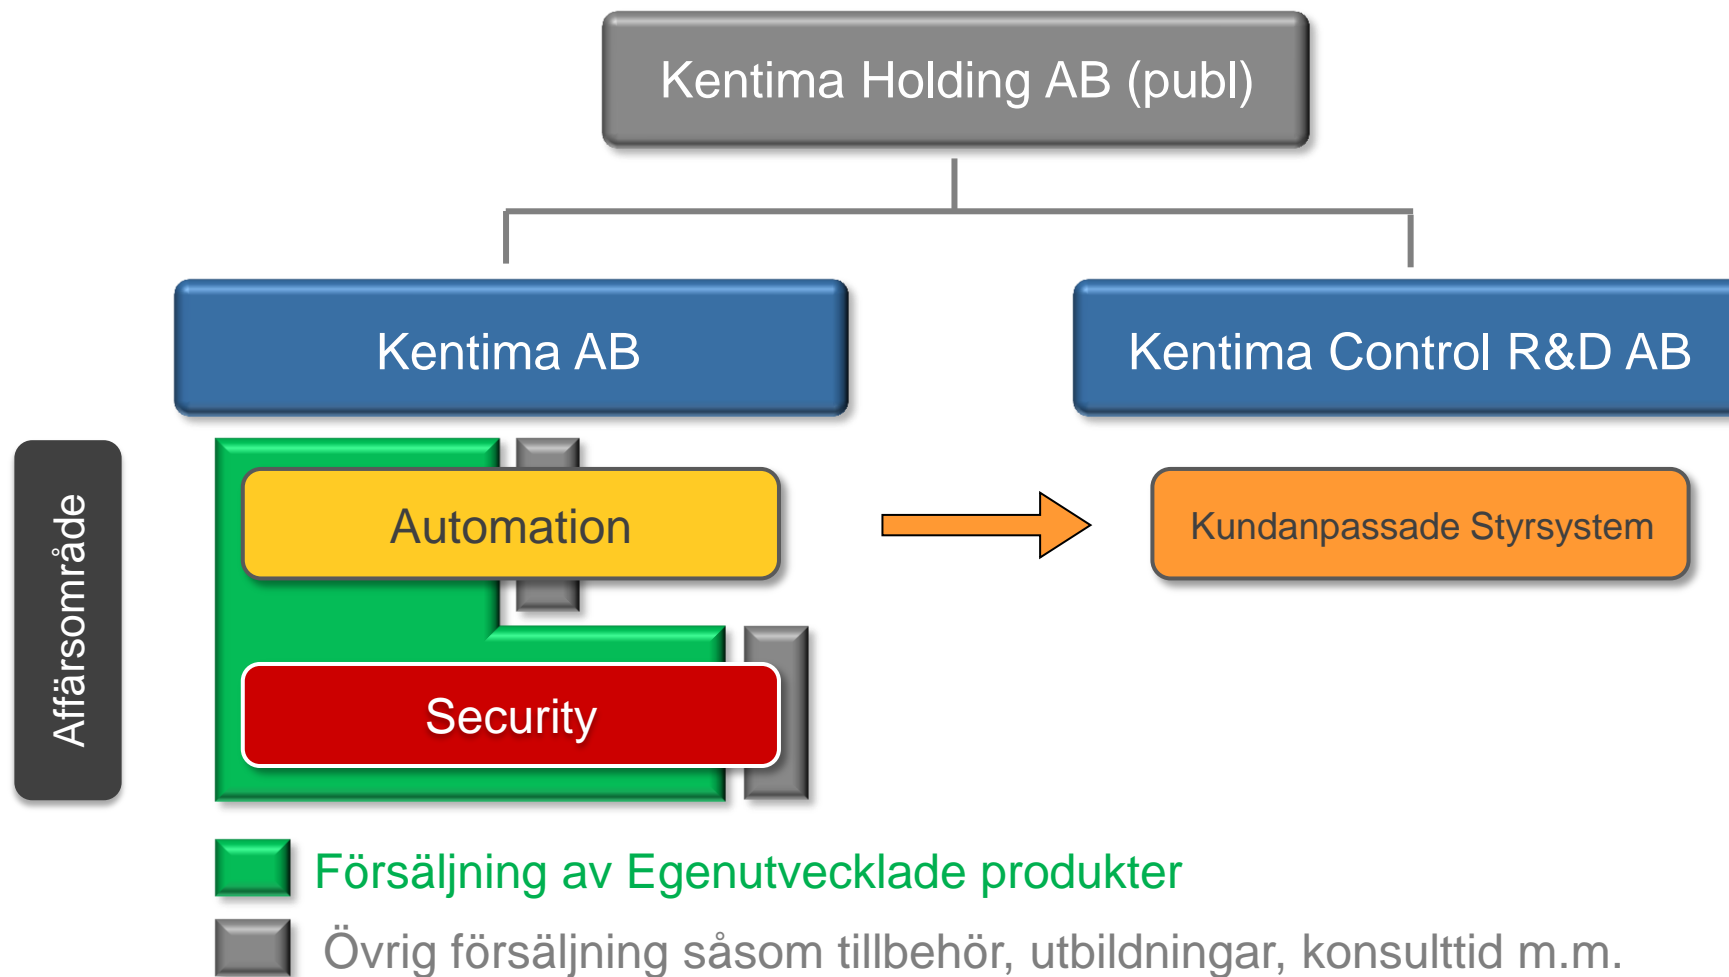 Kentima Holding AB (publ)
Kentima AB
Kentima Control R&D AB
Affärsområde
Automation
Kundanpassade Styrsystem
Security
Försäljning av Egenutvecklade produkter
Övrig försäljning såsom tillbehör, utbildningar, konsulttid m.m.